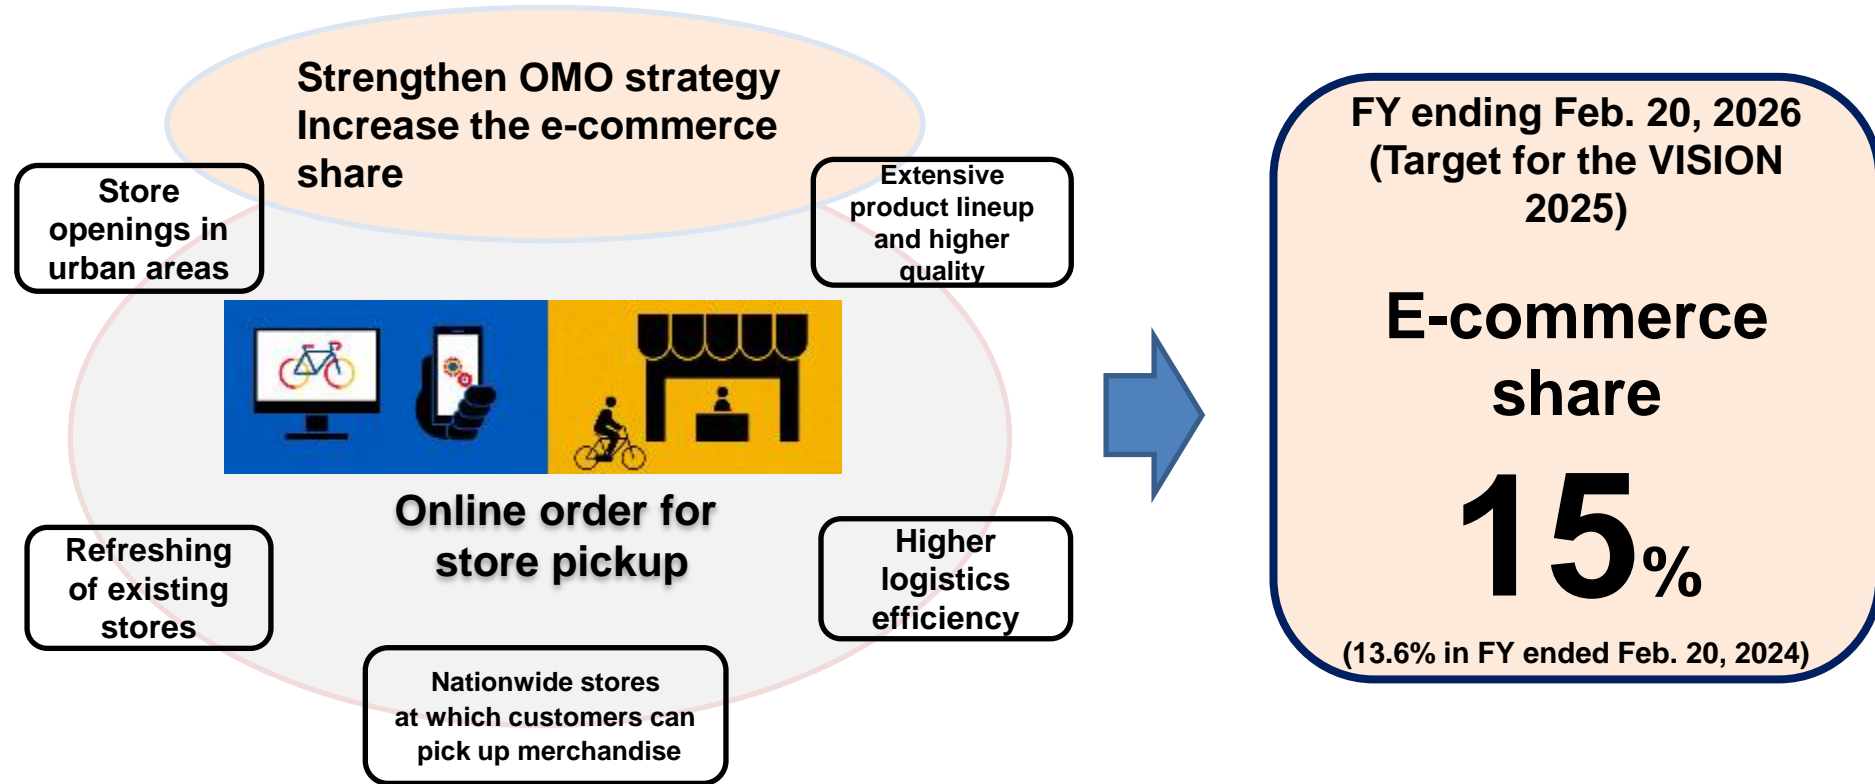 Strengthen OMO strategy
Increase the e-commerce
share
Store
openings in
urban areas
Extensive
product lineup
and higher
quality
Online order for
store pickup
Refreshing
of existing
stores
Higher
logistics
efficiency
Nationwide stores
at which customers can
pick up merchandise
FY ending Feb. 20, 2026
(Target for the VISION
2025)
E-commerce
share
15%
(13.6% in FY ended Feb. 20, 2024)